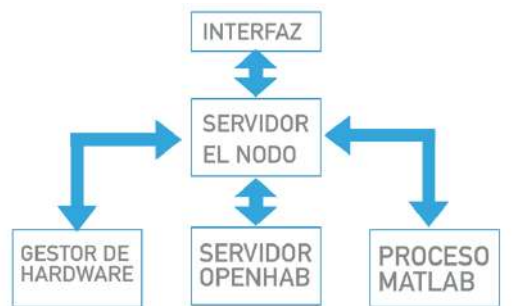 INTERFAZ
SERVIDOR
EL NODO
GESTOR DE
HARDWARE
SERVIDOR
OPENHAB
PROCESO
MATLAB